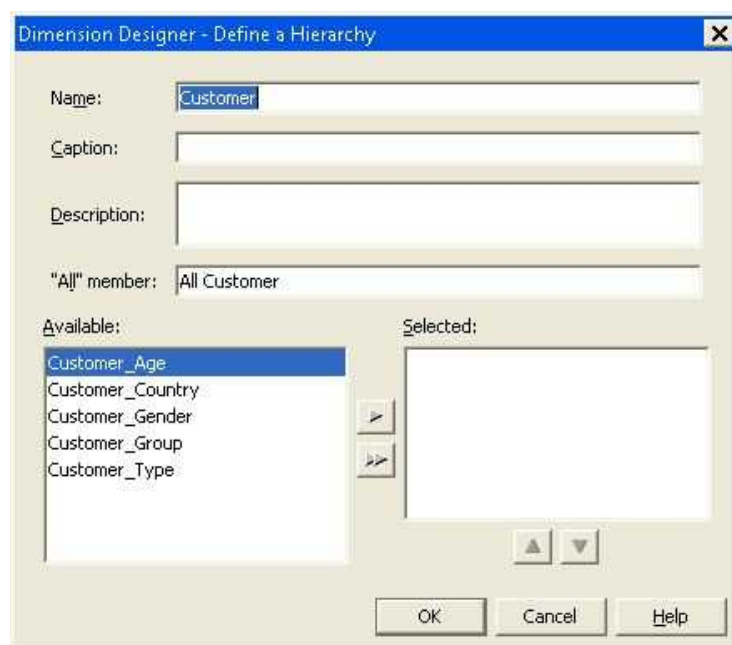 Dimension Designer - Define a Hierarchy
Name: Customer
Caption:
Description:
"All" member: All Customer
Available: Selected:
Customer_Age
Customer_Country
Customer_Gender
Customer_Group
Customer_Type
OK Cancel Help